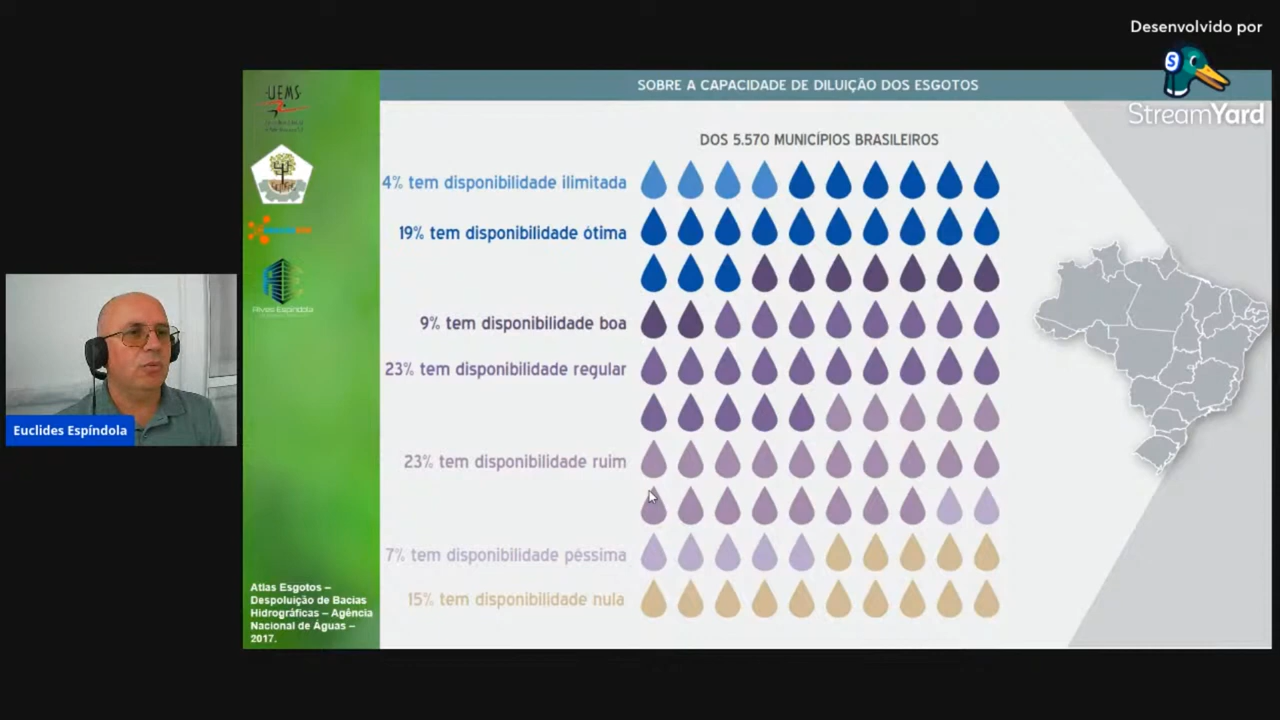 Desenvolvido por
StreamYard
SOBRE A CAPACIDADE DE DILUIÇÃO DOS ESGOTOS
UEMS
DOS 5.570 MUNICÍPIOS BRASILEIROS
4% tem disponibilidade ilimitada
19% tem disponibilidade ótima
9% tem disponibilidade boa
23% tem disponibilidade regular
23% tem disponibilidade ruim
7% tem disponibilidade péssima
15% tem disponibilidade nula
Alves Espíndola
Euclides Espíndola
Atlas Esgotos –
Despoluição de Bacias
Hidrográficas – Agência
Nacional de Águas –
2017.